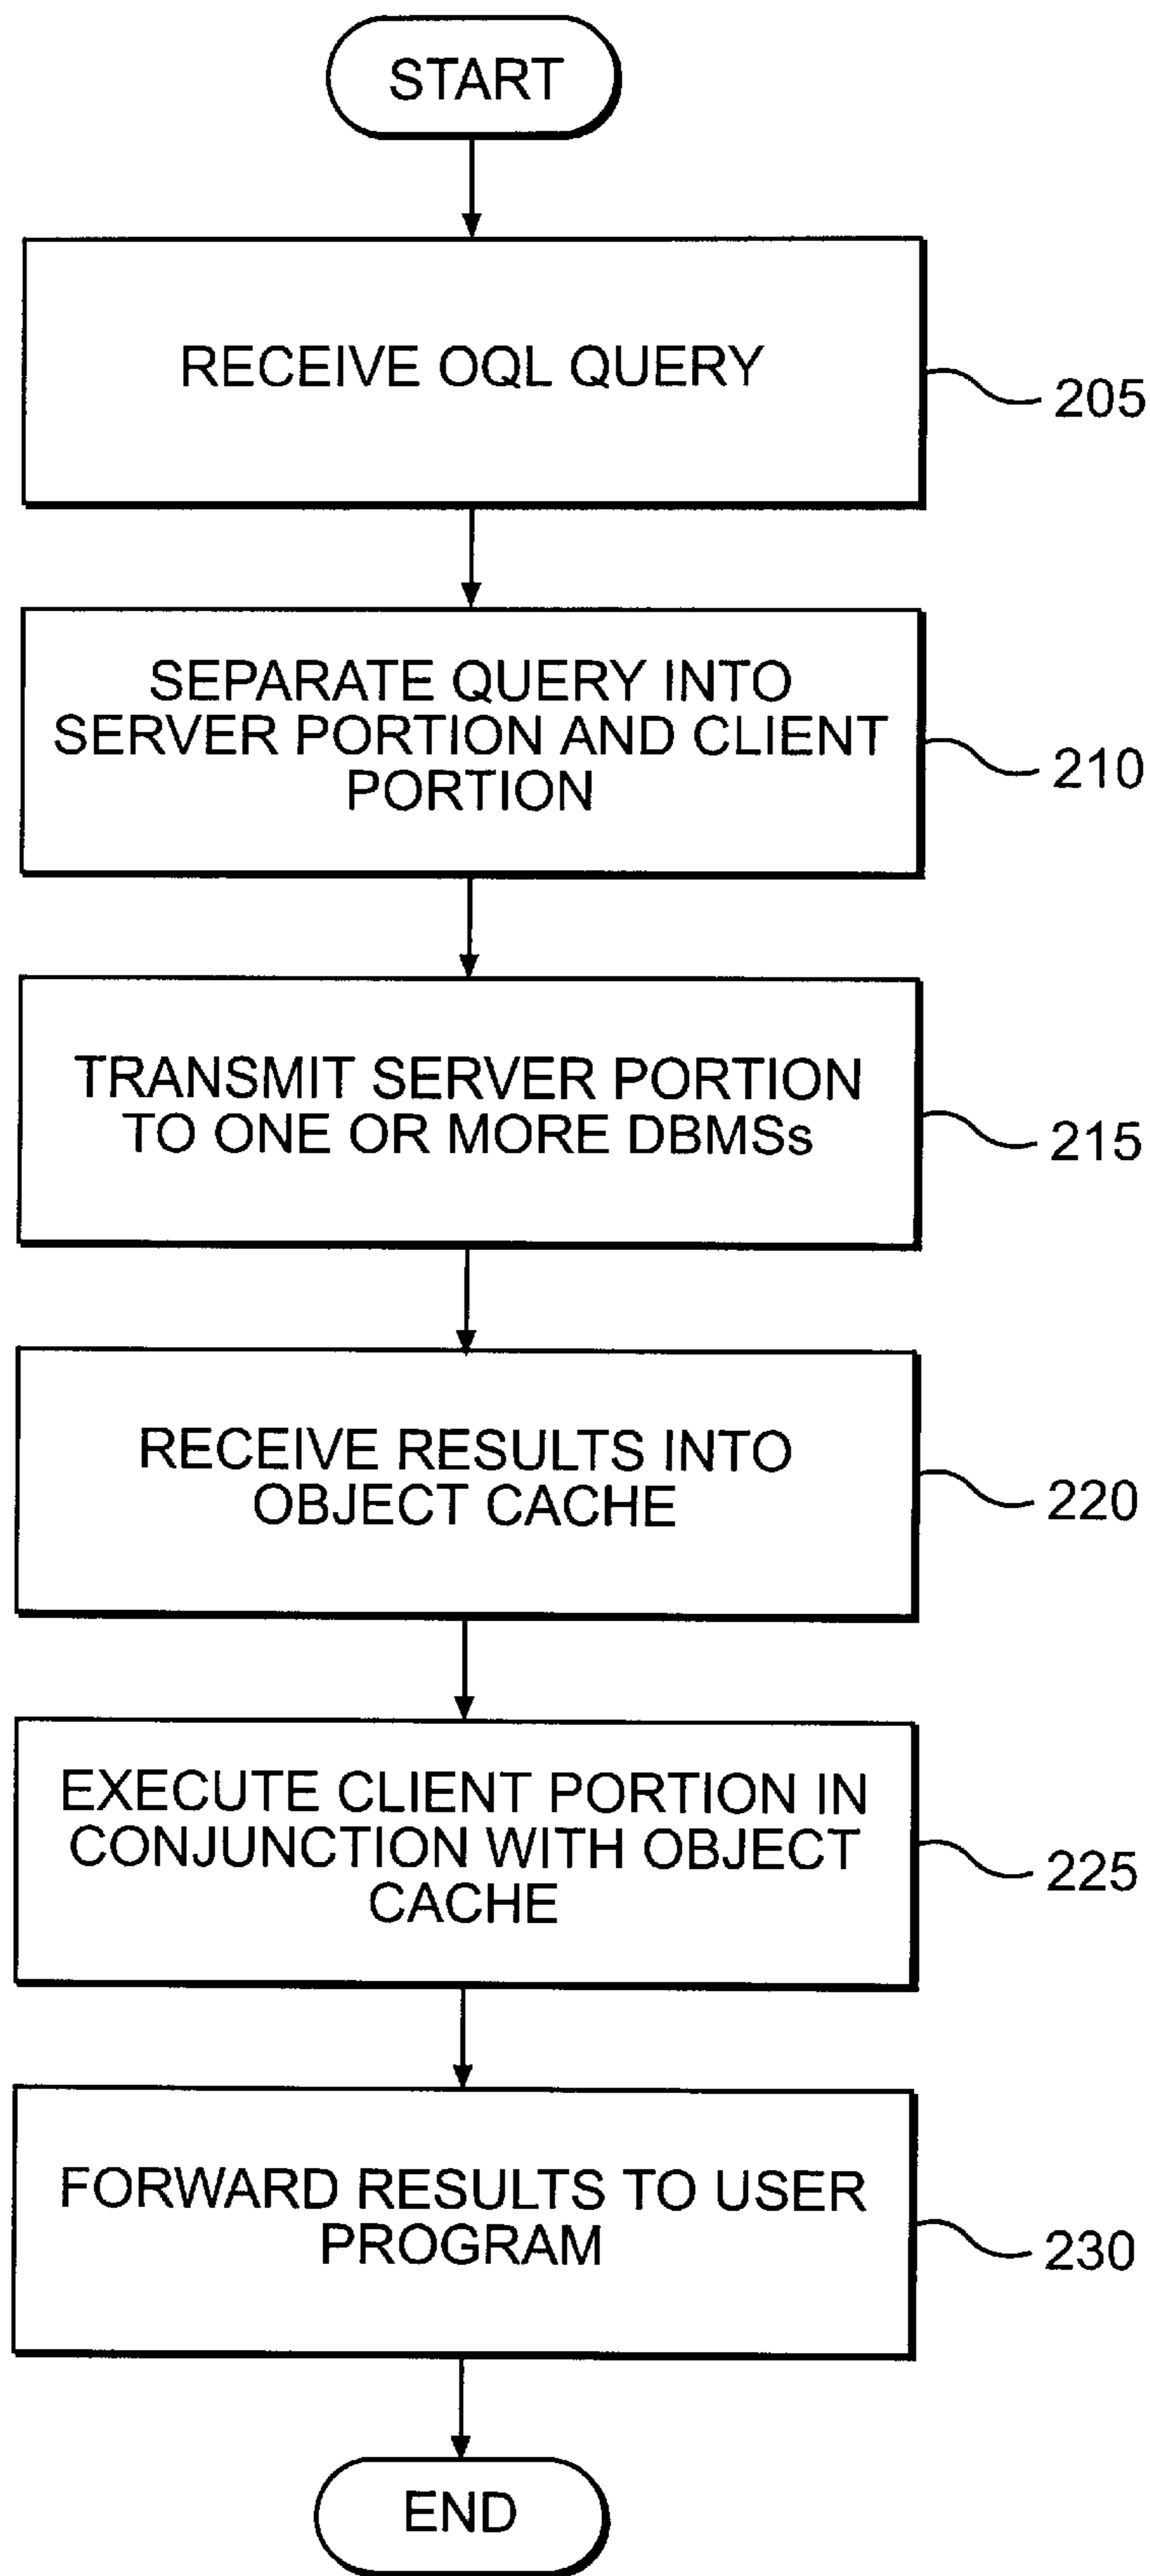 START
RECEIVE OQL QUERY
205
SEPARATE QUERY INTO
SERVER PORTION AND CLIENT
PORTION
210
TRANSMIT SERVER PORTION
TO ONE OR MORE DBMSs
215
RECEIVE RESULTS INTO
OBJECT CACHE
220
EXECUTE CLIENT PORTION IN
CONJUNCTION WITH OBJECT
CACHE
225
FORWARD RESULTS TO USER
PROGRAM
230
END